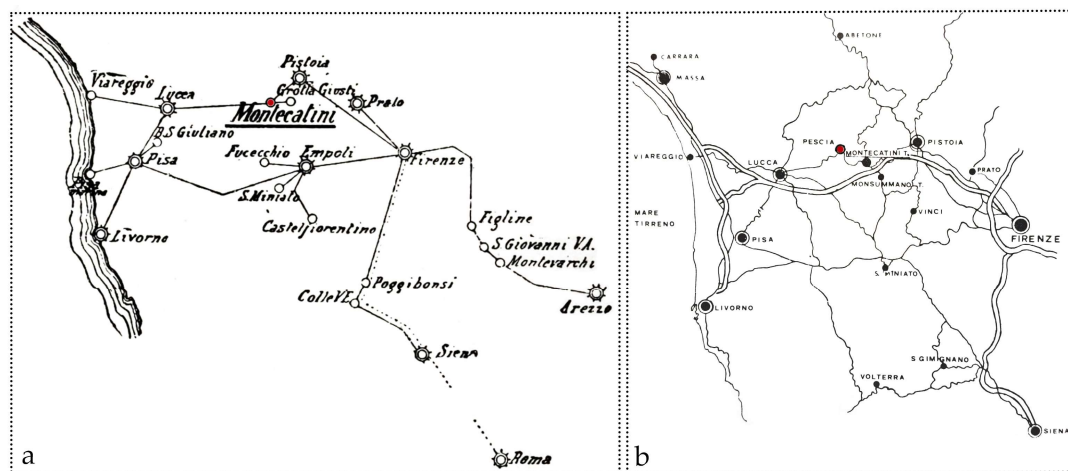 Pistoia
Grotta Giusti
Viareggio
Lucca
Prato
Montecatini
B.S Giuliano
Pisa
Fucecchio
Empoli
Firenze
S. Miniato
Castelfiorentino
Livorno
Figline
S Giovanni V.A.
Montevarchi
Poggibonsi
Colle V E.
Arezzo
Siena
Roma
a
ABETONE
CARRARA
MASSA
PESCIA
PISTOIA
MONTECATINI T.
VIAREGGIO
LUCCA
MONSUMMANO T.
PRATO
MARE
TIRRENO
VINCI
PISA
FIRENZE
S. MINIATO
LIVORNO
S GIMIGNANO
VOLTERRA
SIENA
b